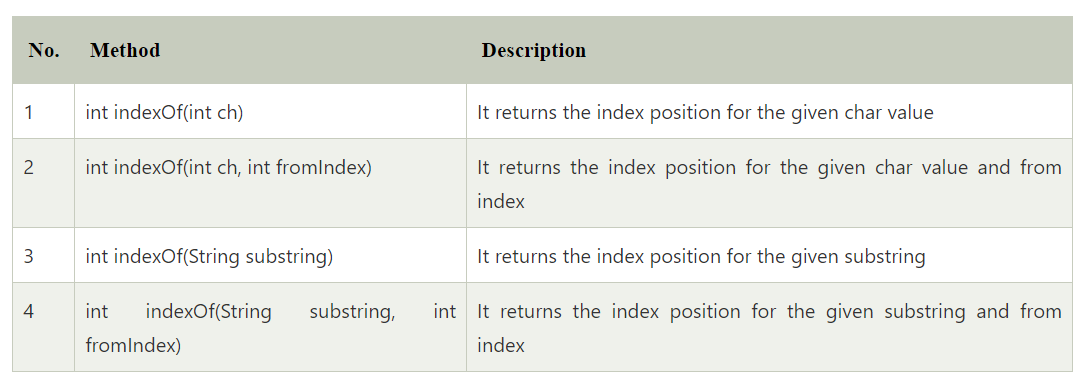 No. Method Description
1 int indexOf(int ch) It returns the index position for the given char value
2 int indexOf(int ch, int fromIndex) It returns the index position for the given char value and from
index
3 int indexOf(String substring) It returns the index position for the given substring
4 int indexOf(String substring, int It returns the index position for the given substring and from
fromIndex) index